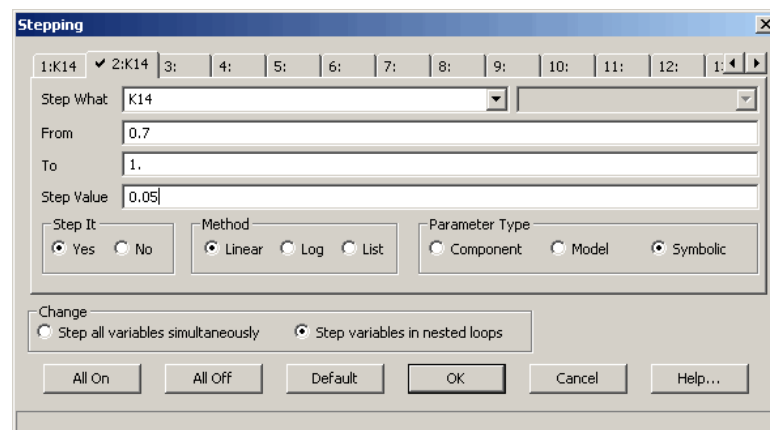 Stepping
1:K14 2:K14 3: 4: 5: 6: 7: 8: 9: 10: 11: 12: 1
Step What K14
From 0.7
To 1.
Step Value 0.05
Step It Method Parameter Type
Yes No Linear Log List Component Model Symbolic
Change
Step all variables simultaneously Step variables in nested loops
All On All Off Default OK Cancel Help...